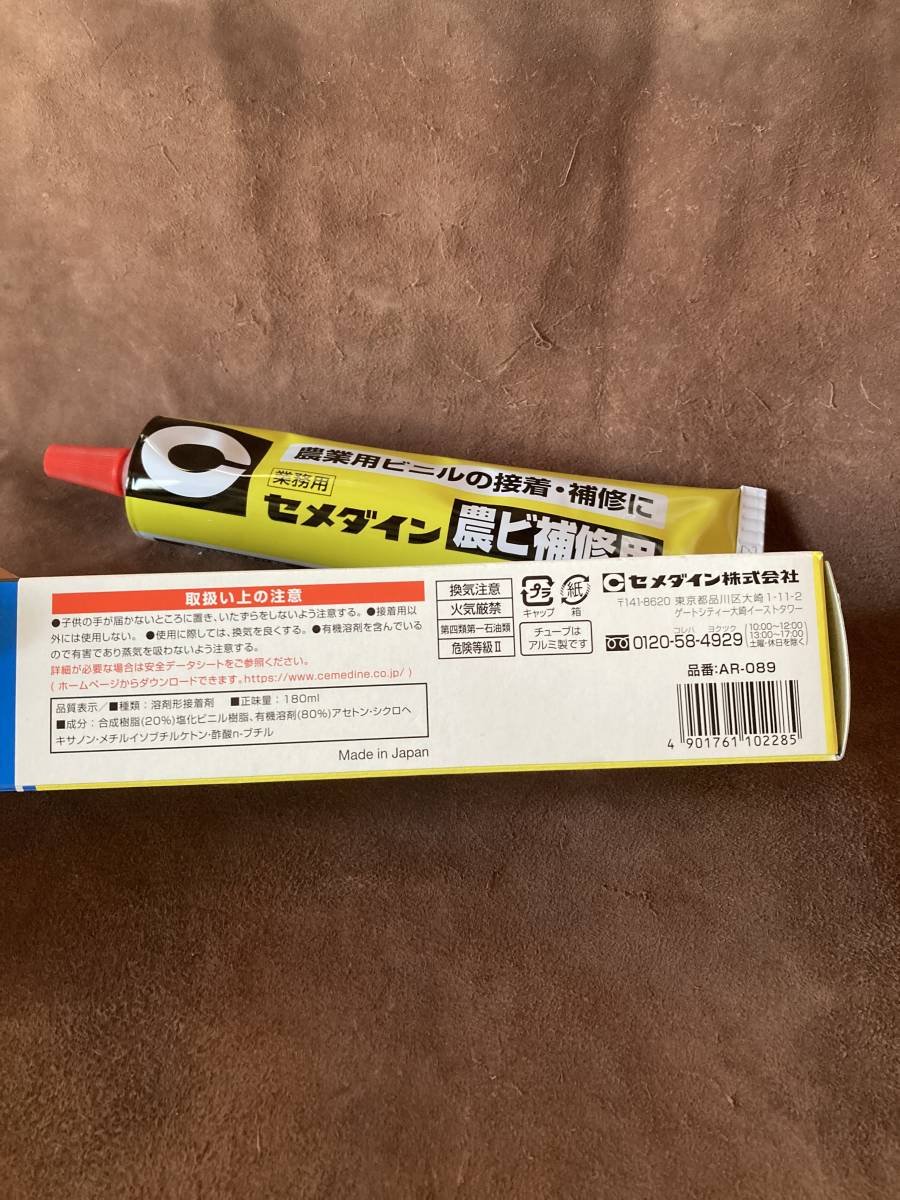 農業用ビニルの接着・補修に
業務用
セメダイン 農ビ補修用
取扱い上の注意
●子供の手が届かないところに置き、いたずらをしないよう注意する。 ●接着用以
外には使用しない。 ●使用に際しては、換気を良くする。 ●有機溶剤を含んでいる
ので有害であり蒸気を吸わないよう注意する。
詳細が必要な場合は安全データシートをご参照ください。
( ホームページからダウンロードできます。https://www.cemedine.co.jp/ )
品質表示/■種類:溶剤形接着剤 ■正味量:180ml
■成分:合成樹脂(20%)塩化ビニル樹脂、有機溶剤(80%)アセトン・シクロヘ
キサノン・メチルイソブチルケトン・酢酸n-ブチル
Made in Japan
換気注意
火気厳禁
第四類第一石油類
危険等級Ⅱ
プラ
キャップ
紙
箱
チューブは
アルミ製です
セメダイン株式会社
〒141-8620 東京都品川区大崎1-11-2
ゲートシティー大崎イーストタワー
コレハ ヨクツク
0120-58-4929
10:00〜12:00
13:00〜17:00
土曜・休日を除く
品番:AR-089
4 901761 102285